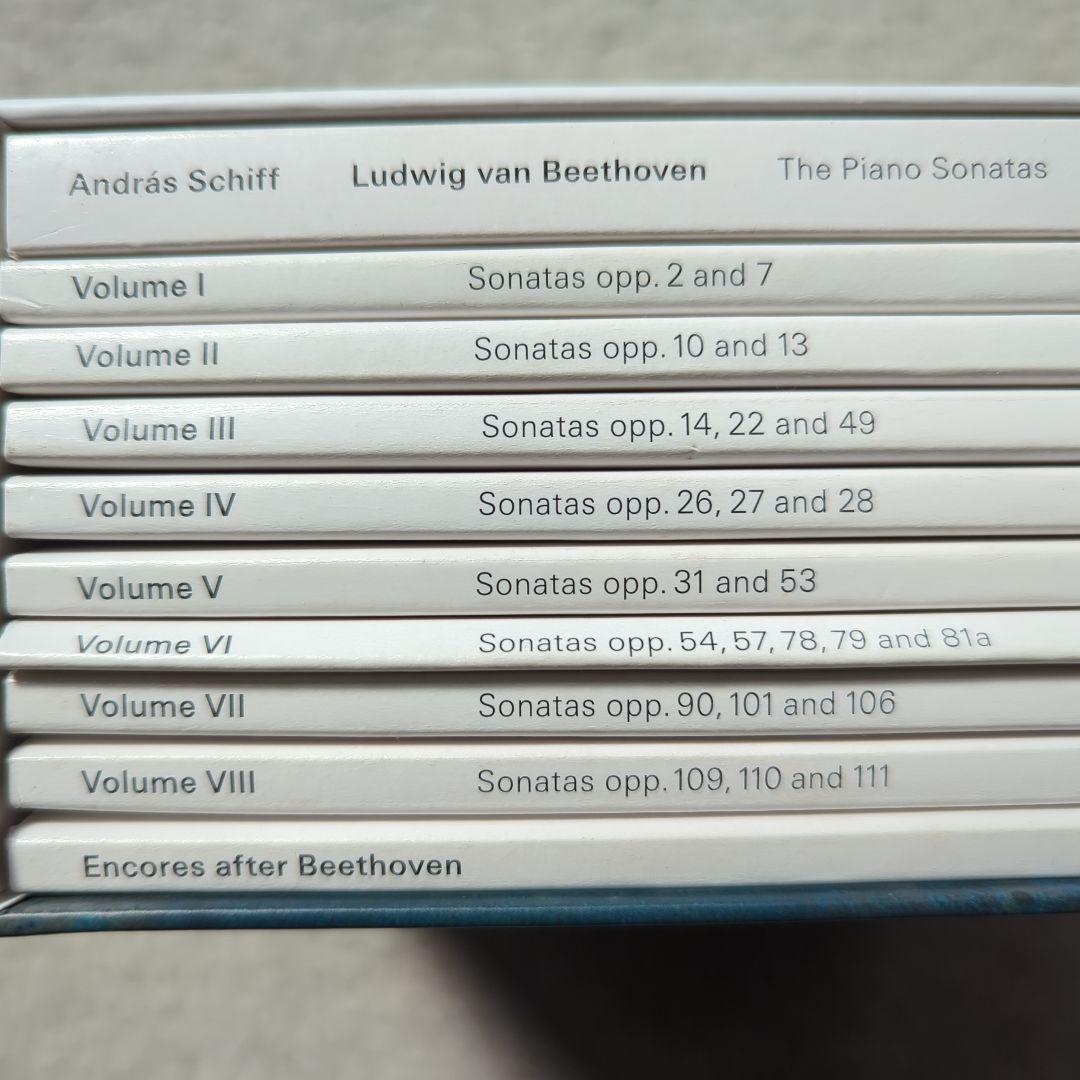 András Schiff Ludwig van Beethoven The Piano Sonatas
Volume I Sonatas opp. 2 and 7
Volume II Sonatas opp. 10 and 13
Volume III Sonatas opp. 14, 22 and 49
Volume IV Sonatas opp. 26, 27 and 28
Volume V Sonatas opp. 31 and 53
Volume VI Sonatas opp. 54, 57, 78, 79 and 81a
Volume VII Sonatas opp. 90, 101 and 106
Volume VIII Sonatas opp. 109, 110 and 111
Encores after Beethoven